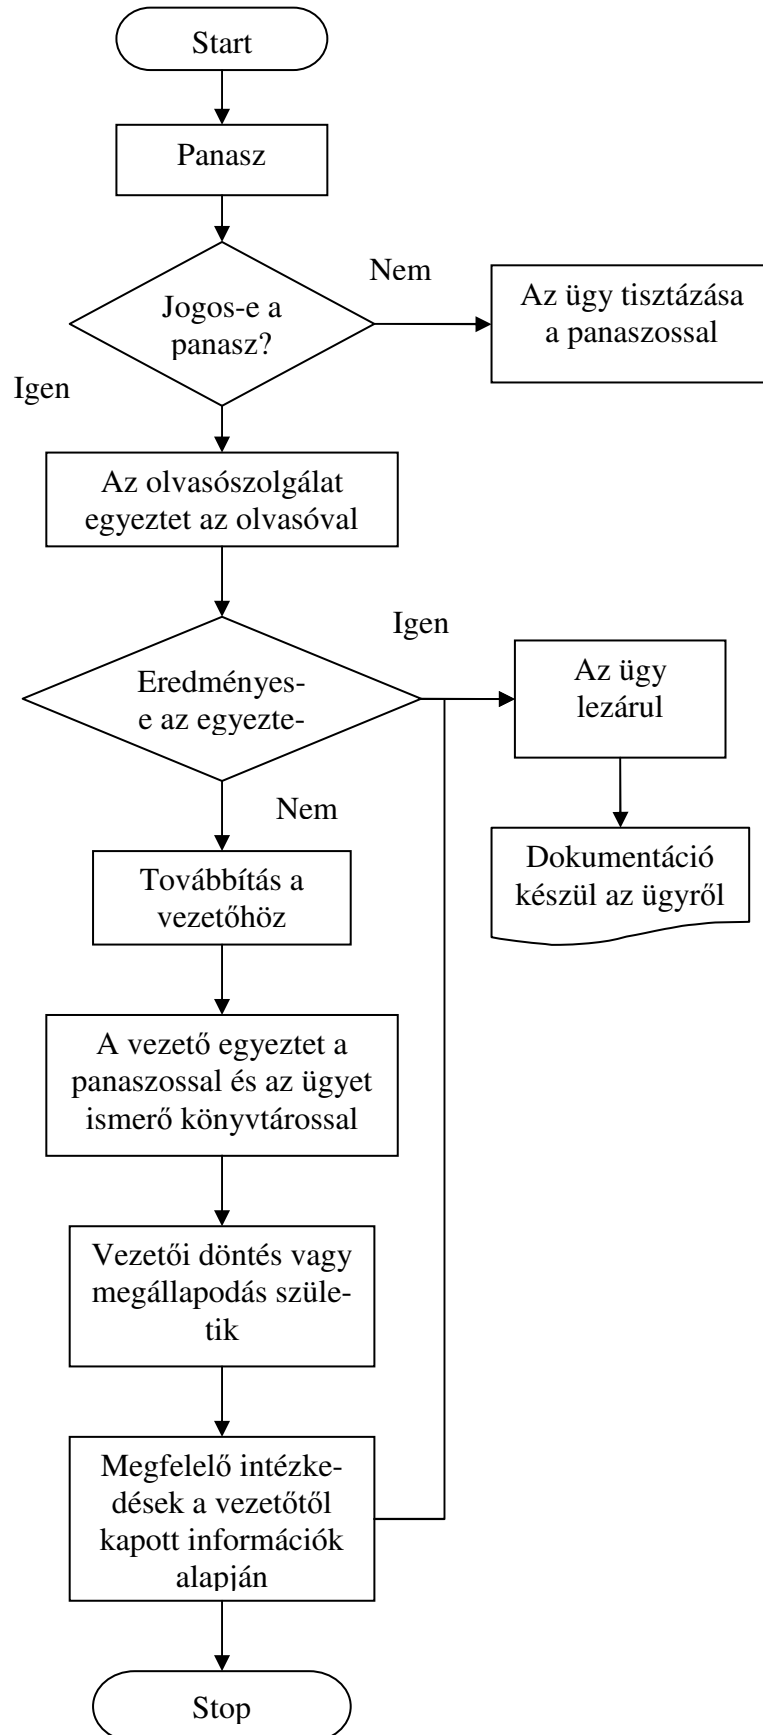 Start
Panasz
Jogos-e a
panasz?
Nem
Az ügy tisztázása
a panaszossal
Igen
Az olvasószolgálat
egyeztet az olvasóval
Eredményes-
e az egyezte-
Igen
Az ügy
lezárul
Nem
Dokumentáció
készül az ügyről
Továbbítás a
vezetőhöz
A vezető egyeztet a
panaszossal és az ügyet
ismerő könyvtárossal
Vezetői döntés vagy
megállapodás szüle-
tik
Megfelelő intézke-
dések a vezetőtől
kapott információk
alapján
Stop